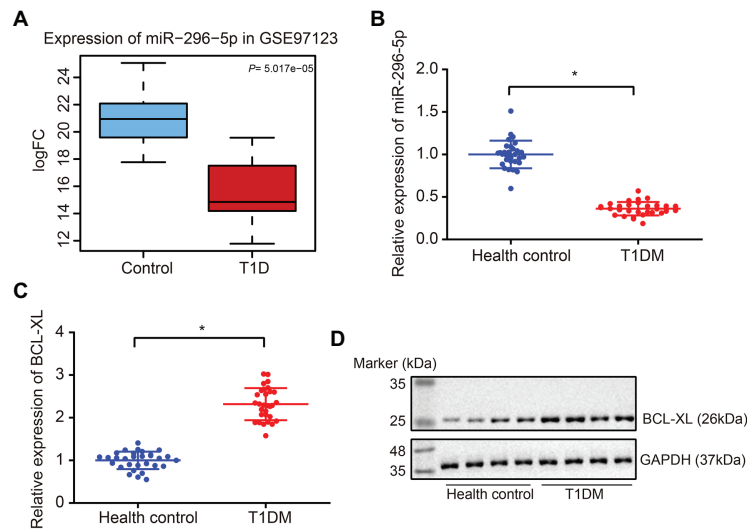 A
Expression of miR−296−5p in GSE97123
P= 5.017e−05
logFC
24
22
20
18
16
14
12
Control
T1D
B
Relative expression of miR-296-5p
2.0
1.5
1.0
0.5
0.0
*
Health control
T1DM
C
Relative expression of BCL-XL
4
3
2
1
0
*
Health control
T1DM
D
Marker (kDa)
35
25
BCL-XL (26kDa)
48
35
GAPDH (37kDa)
Health control
T1DM